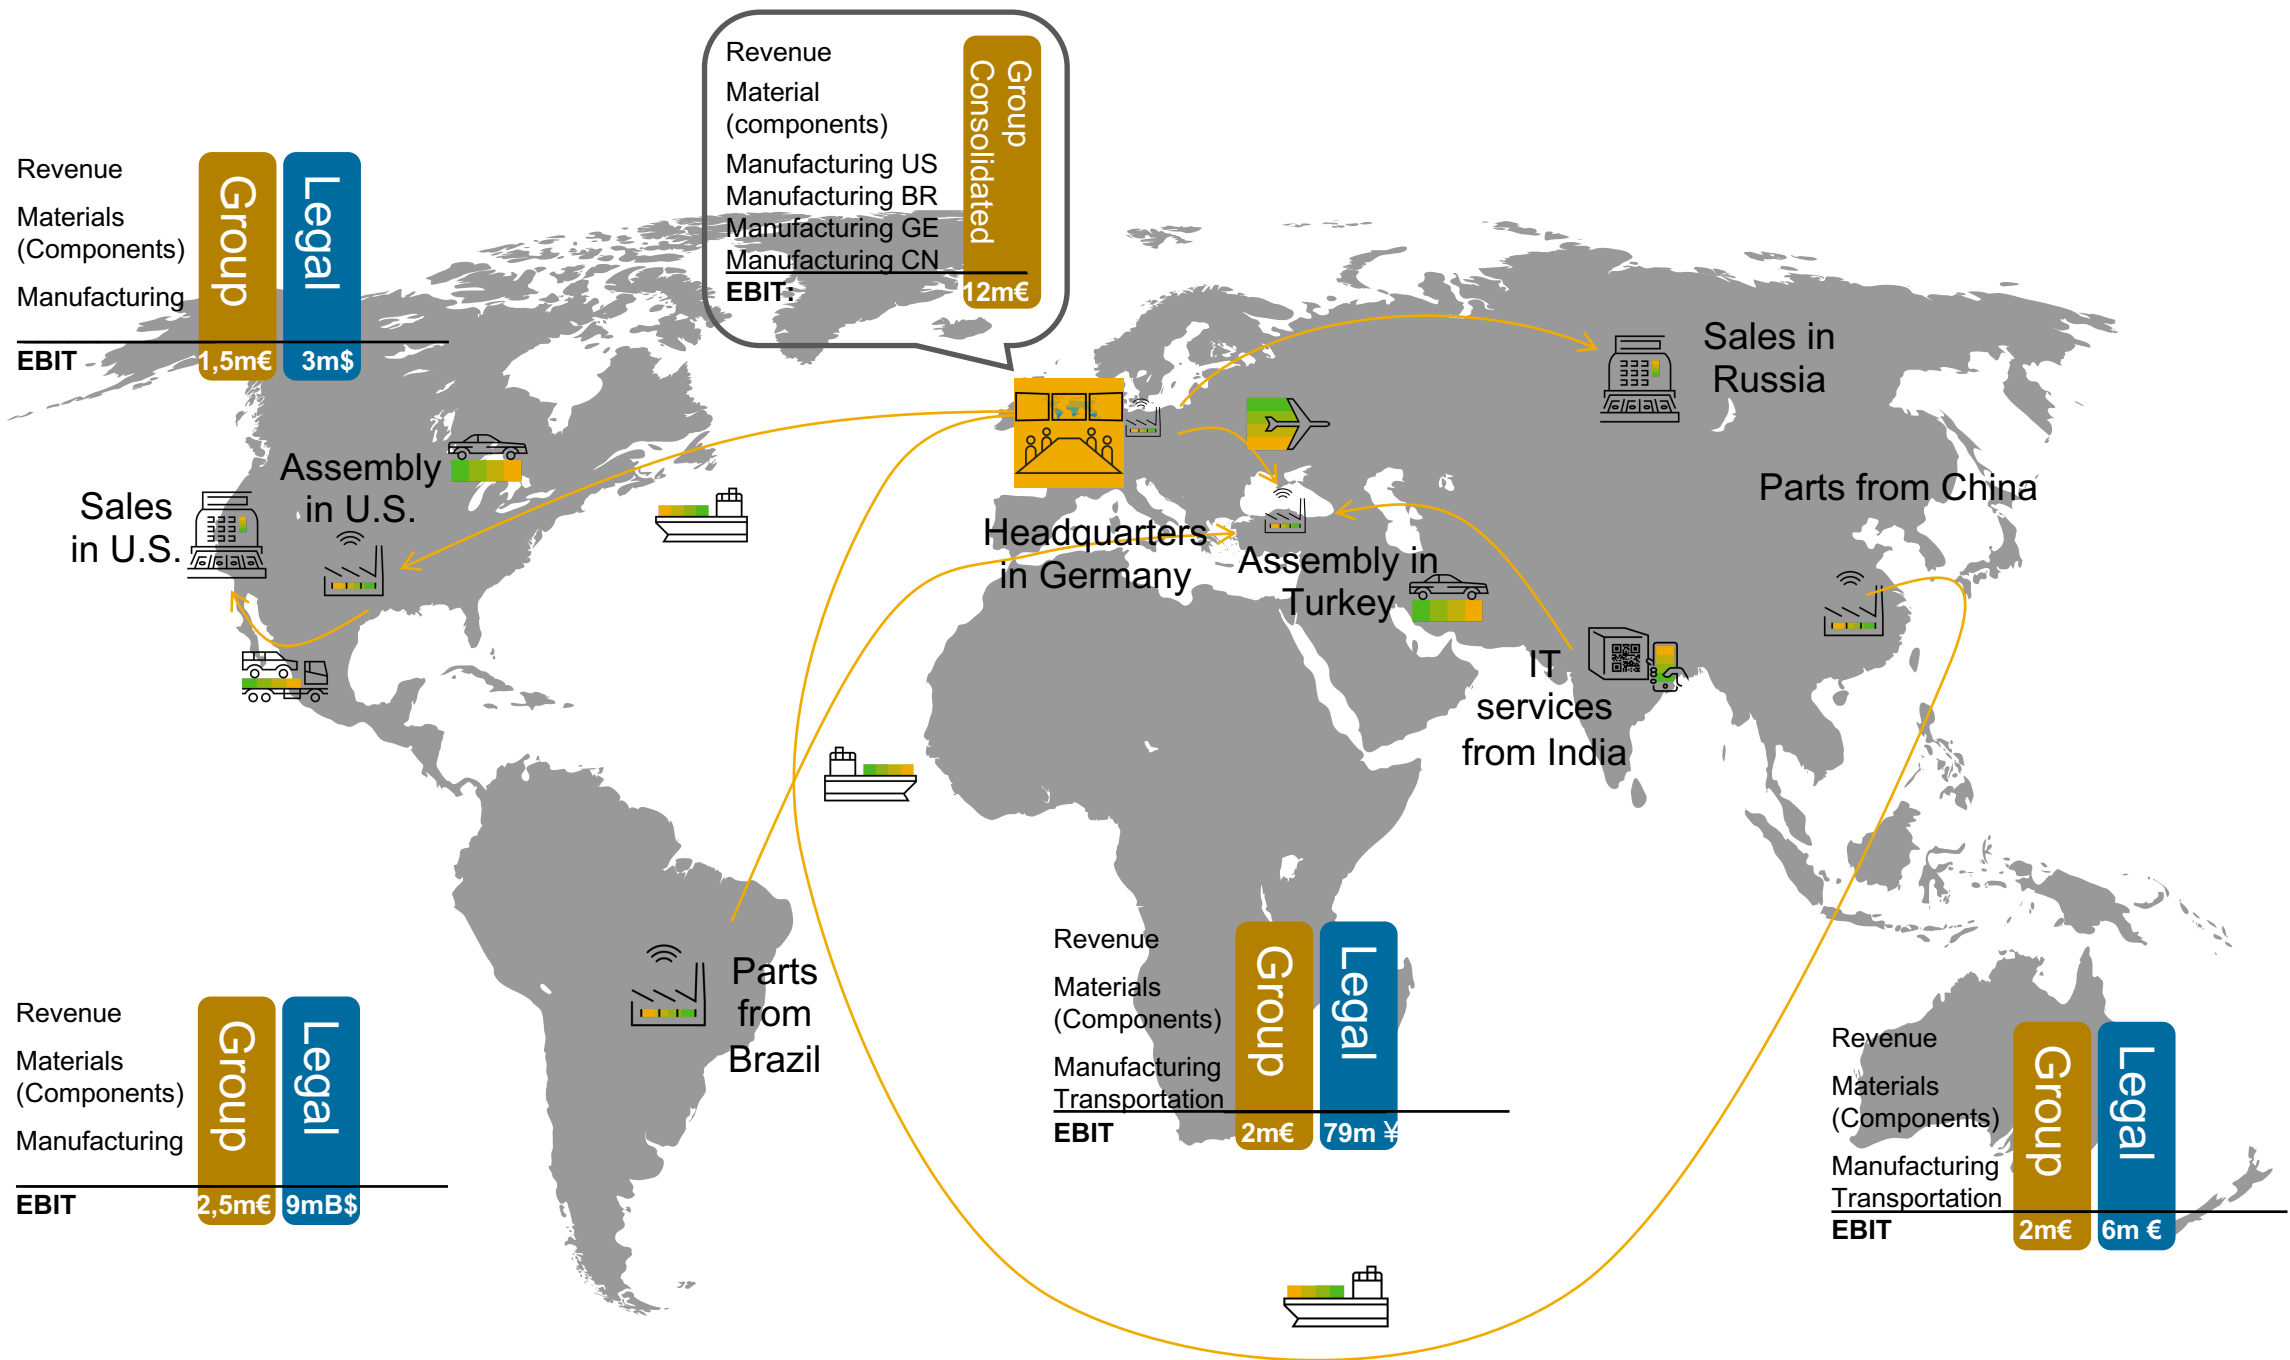 Revenue
Material
(components)
Manufacturing US
Manufacturing BR
Manufacturing GE
Manufacturing CN
EBIT:
Group
Consolidated
12m€
Revenue
Materials
(Components)
Manufacturing
EBIT
Group
1,5m€
Legal
3m$
Sales in
Russia
Assembly
in U.S.
Sales
in U.S.
Parts from China
Headquarters
in Germany
Assembly in
Turkey
IT
services
from India
Parts
from
Brazil
Revenue
Materials
(Components)
Manufacturing
EBIT
Group
2,5m€
Legal
9mB$
Revenue
Materials
(Components)
Manufacturing
Transportation
EBIT
Group
2m€
Legal
79m ¥
Revenue
Materials
(Components)
Manufacturing
Transportation
EBIT
Group
2m€
Legal
6m €